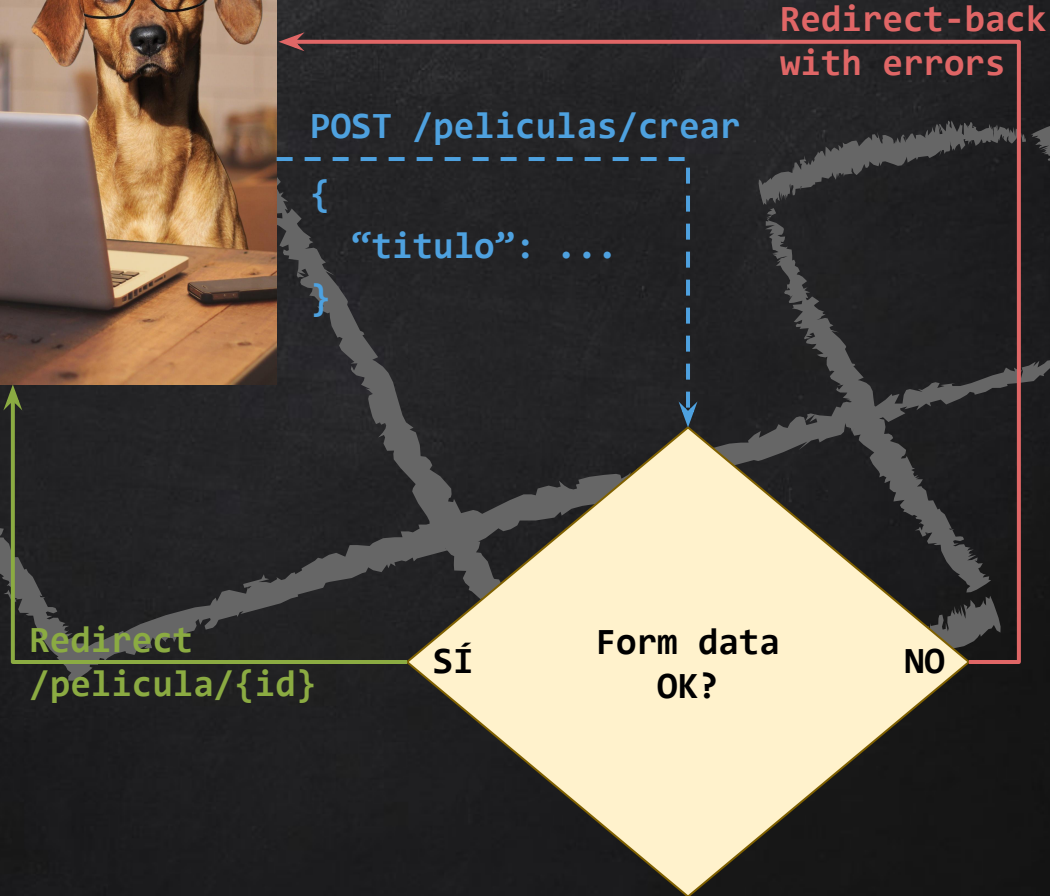 Redirect-back
with errors
POST /peliculas/crear
{
“titulo”: ...
}
Form data
OK?
SÍ
NO
Redirect
/pelicula/{id}